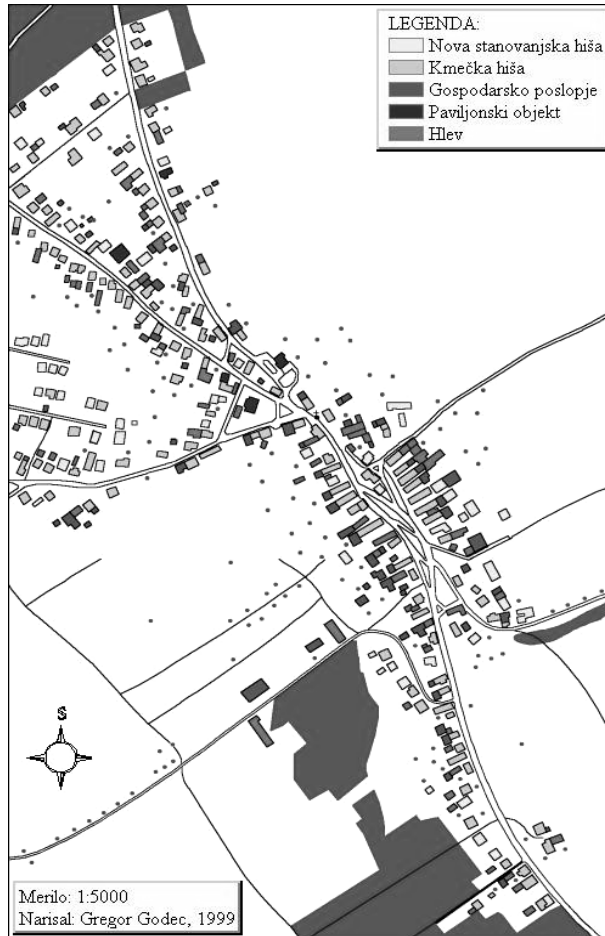 LEGENDA:
Nova stanovanjska hiša
Kmečka hiša
Gospodarsko poslopje
Paviljonski objekt
Hlev
S
Merilo: 1:5000
Narisal: Gregor Godec, 1999